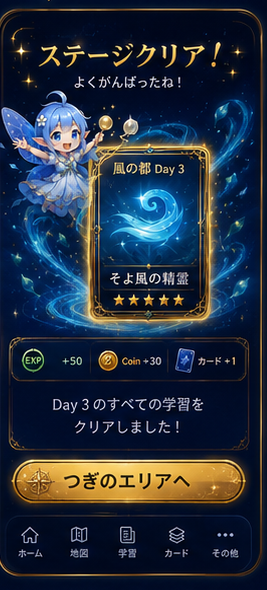 ステージクリア！
よくがんばったね！
風の都 Day 3
そよ風の精霊
EXP +50 Coin +30 カード +1
Day 3 のすべての学習を
クリアしました！
つぎのエリアへ
ホーム 地図 学習 カード その他